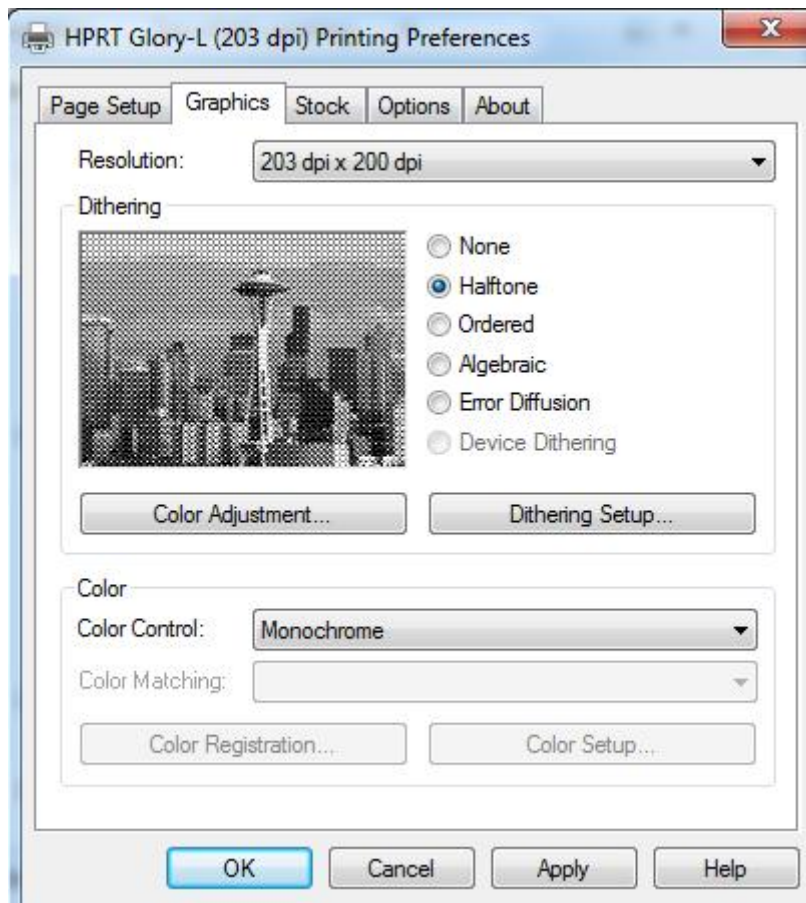 HPRT Glory-L (203 dpi) Printing Preferences
Page Setup Graphics Stock Options About
Resolution: 203 dpi x 200 dpi
Dithering
None
Halftone
Ordered
Algebraic
Error Diffusion
Device Dithering
Color Adjustment... Dithering Setup...
Color
Color Control: Monochrome
Color Matching:
Color Registration... Color Setup...
OK Cancel Apply Help